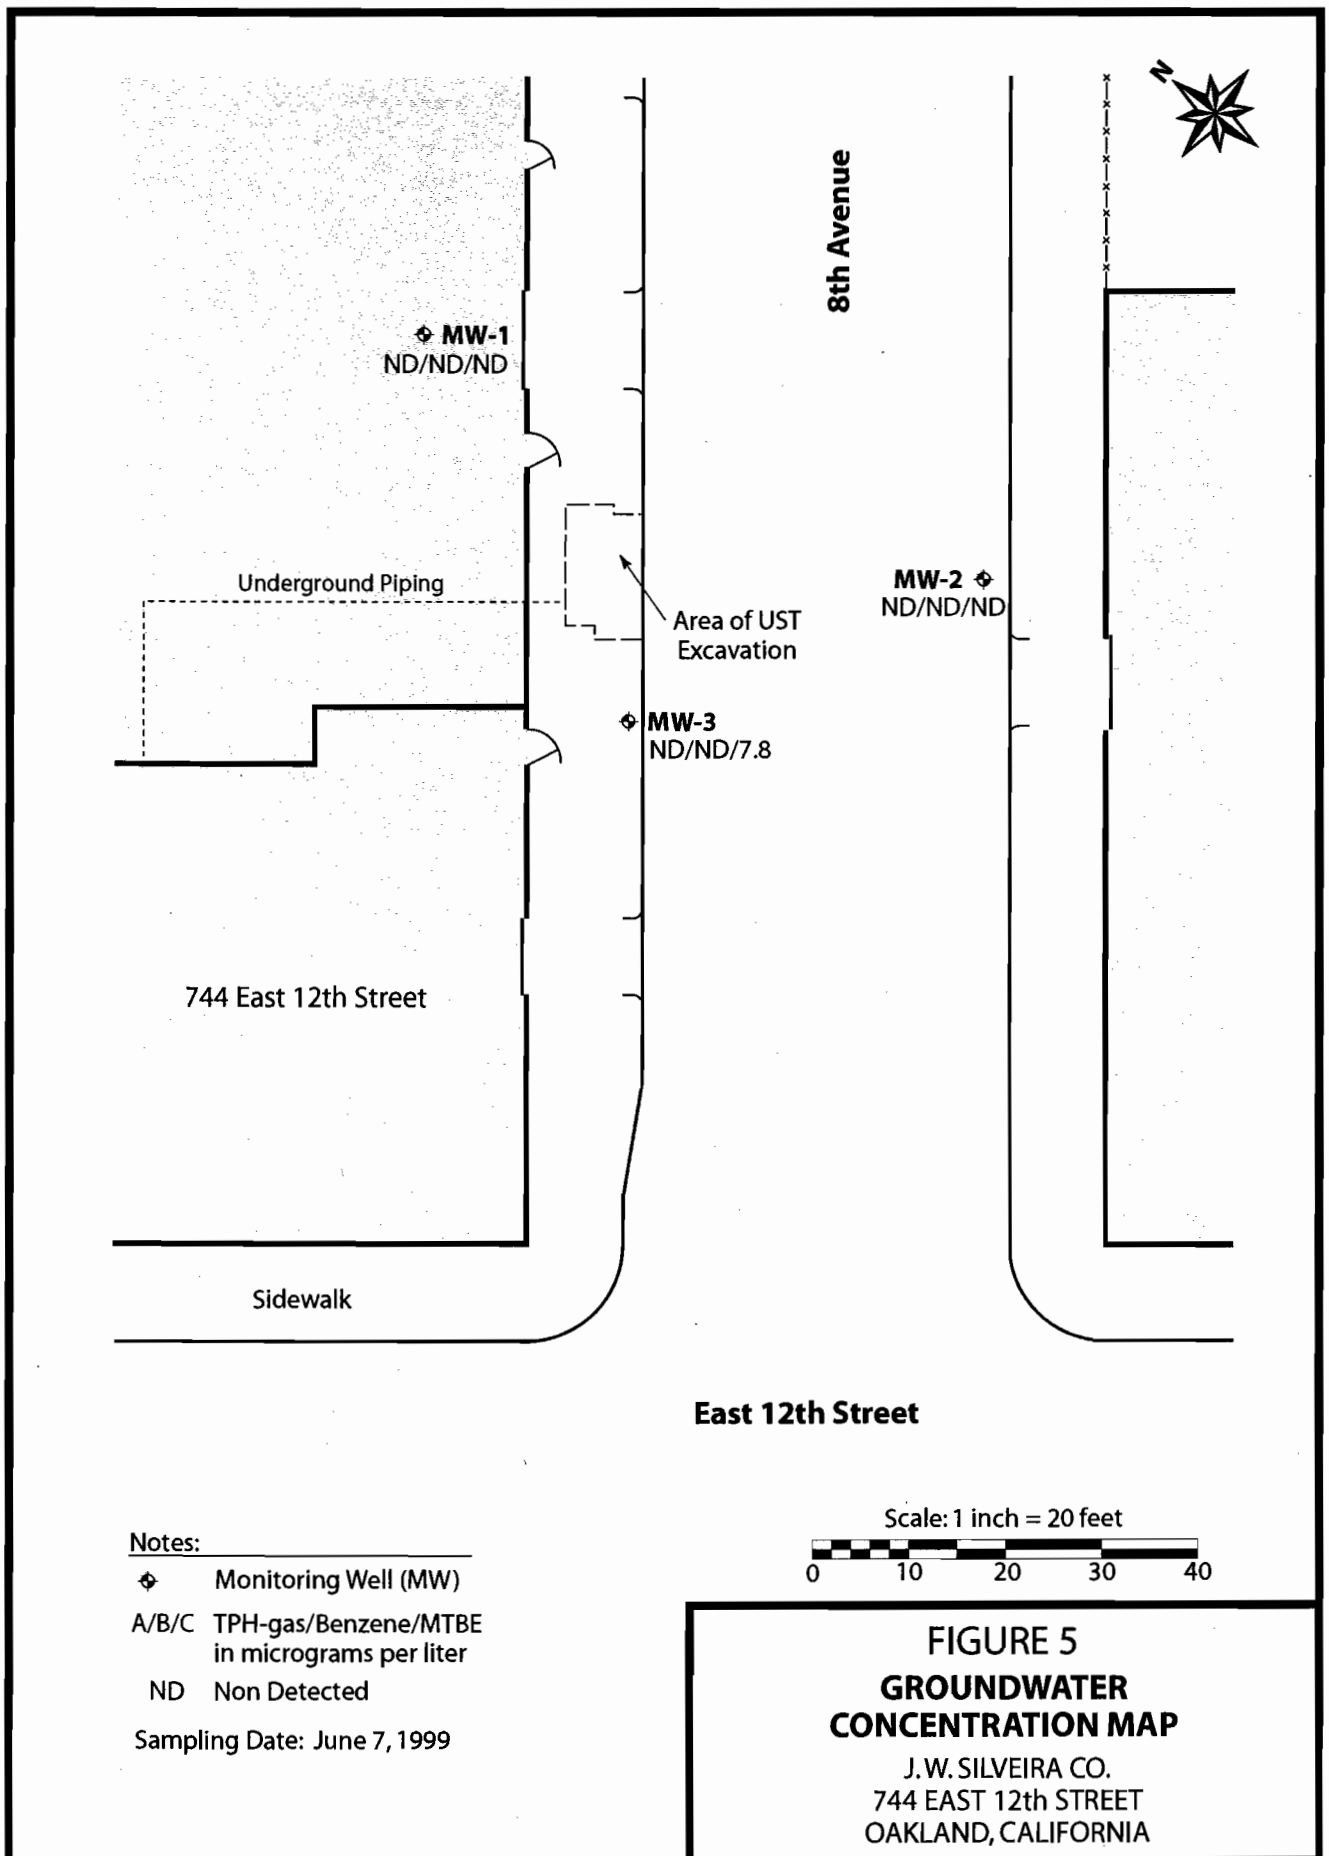 N
8th Avenue
MW-1
ND/ND/ND
Underground Piping
MW-2
ND/ND/ND
Area of UST
Excavation
MW-3
ND/ND/7.8
744 East 12th Street
Sidewalk
East 12th Street
Scale: 1 inch = 20 feet
0 10 20 30 40
Notes:
Monitoring Well (MW)
A/B/C TPH-gas/Benzene/MTBE
in micrograms per liter
ND Non Detected
Sampling Date: June 7, 1999
FIGURE 5
GROUNDWATER
CONCENTRATION MAP
J.W. SILVEIRA CO.
744 EAST 12th STREET
OAKLAND, CALIFORNIA